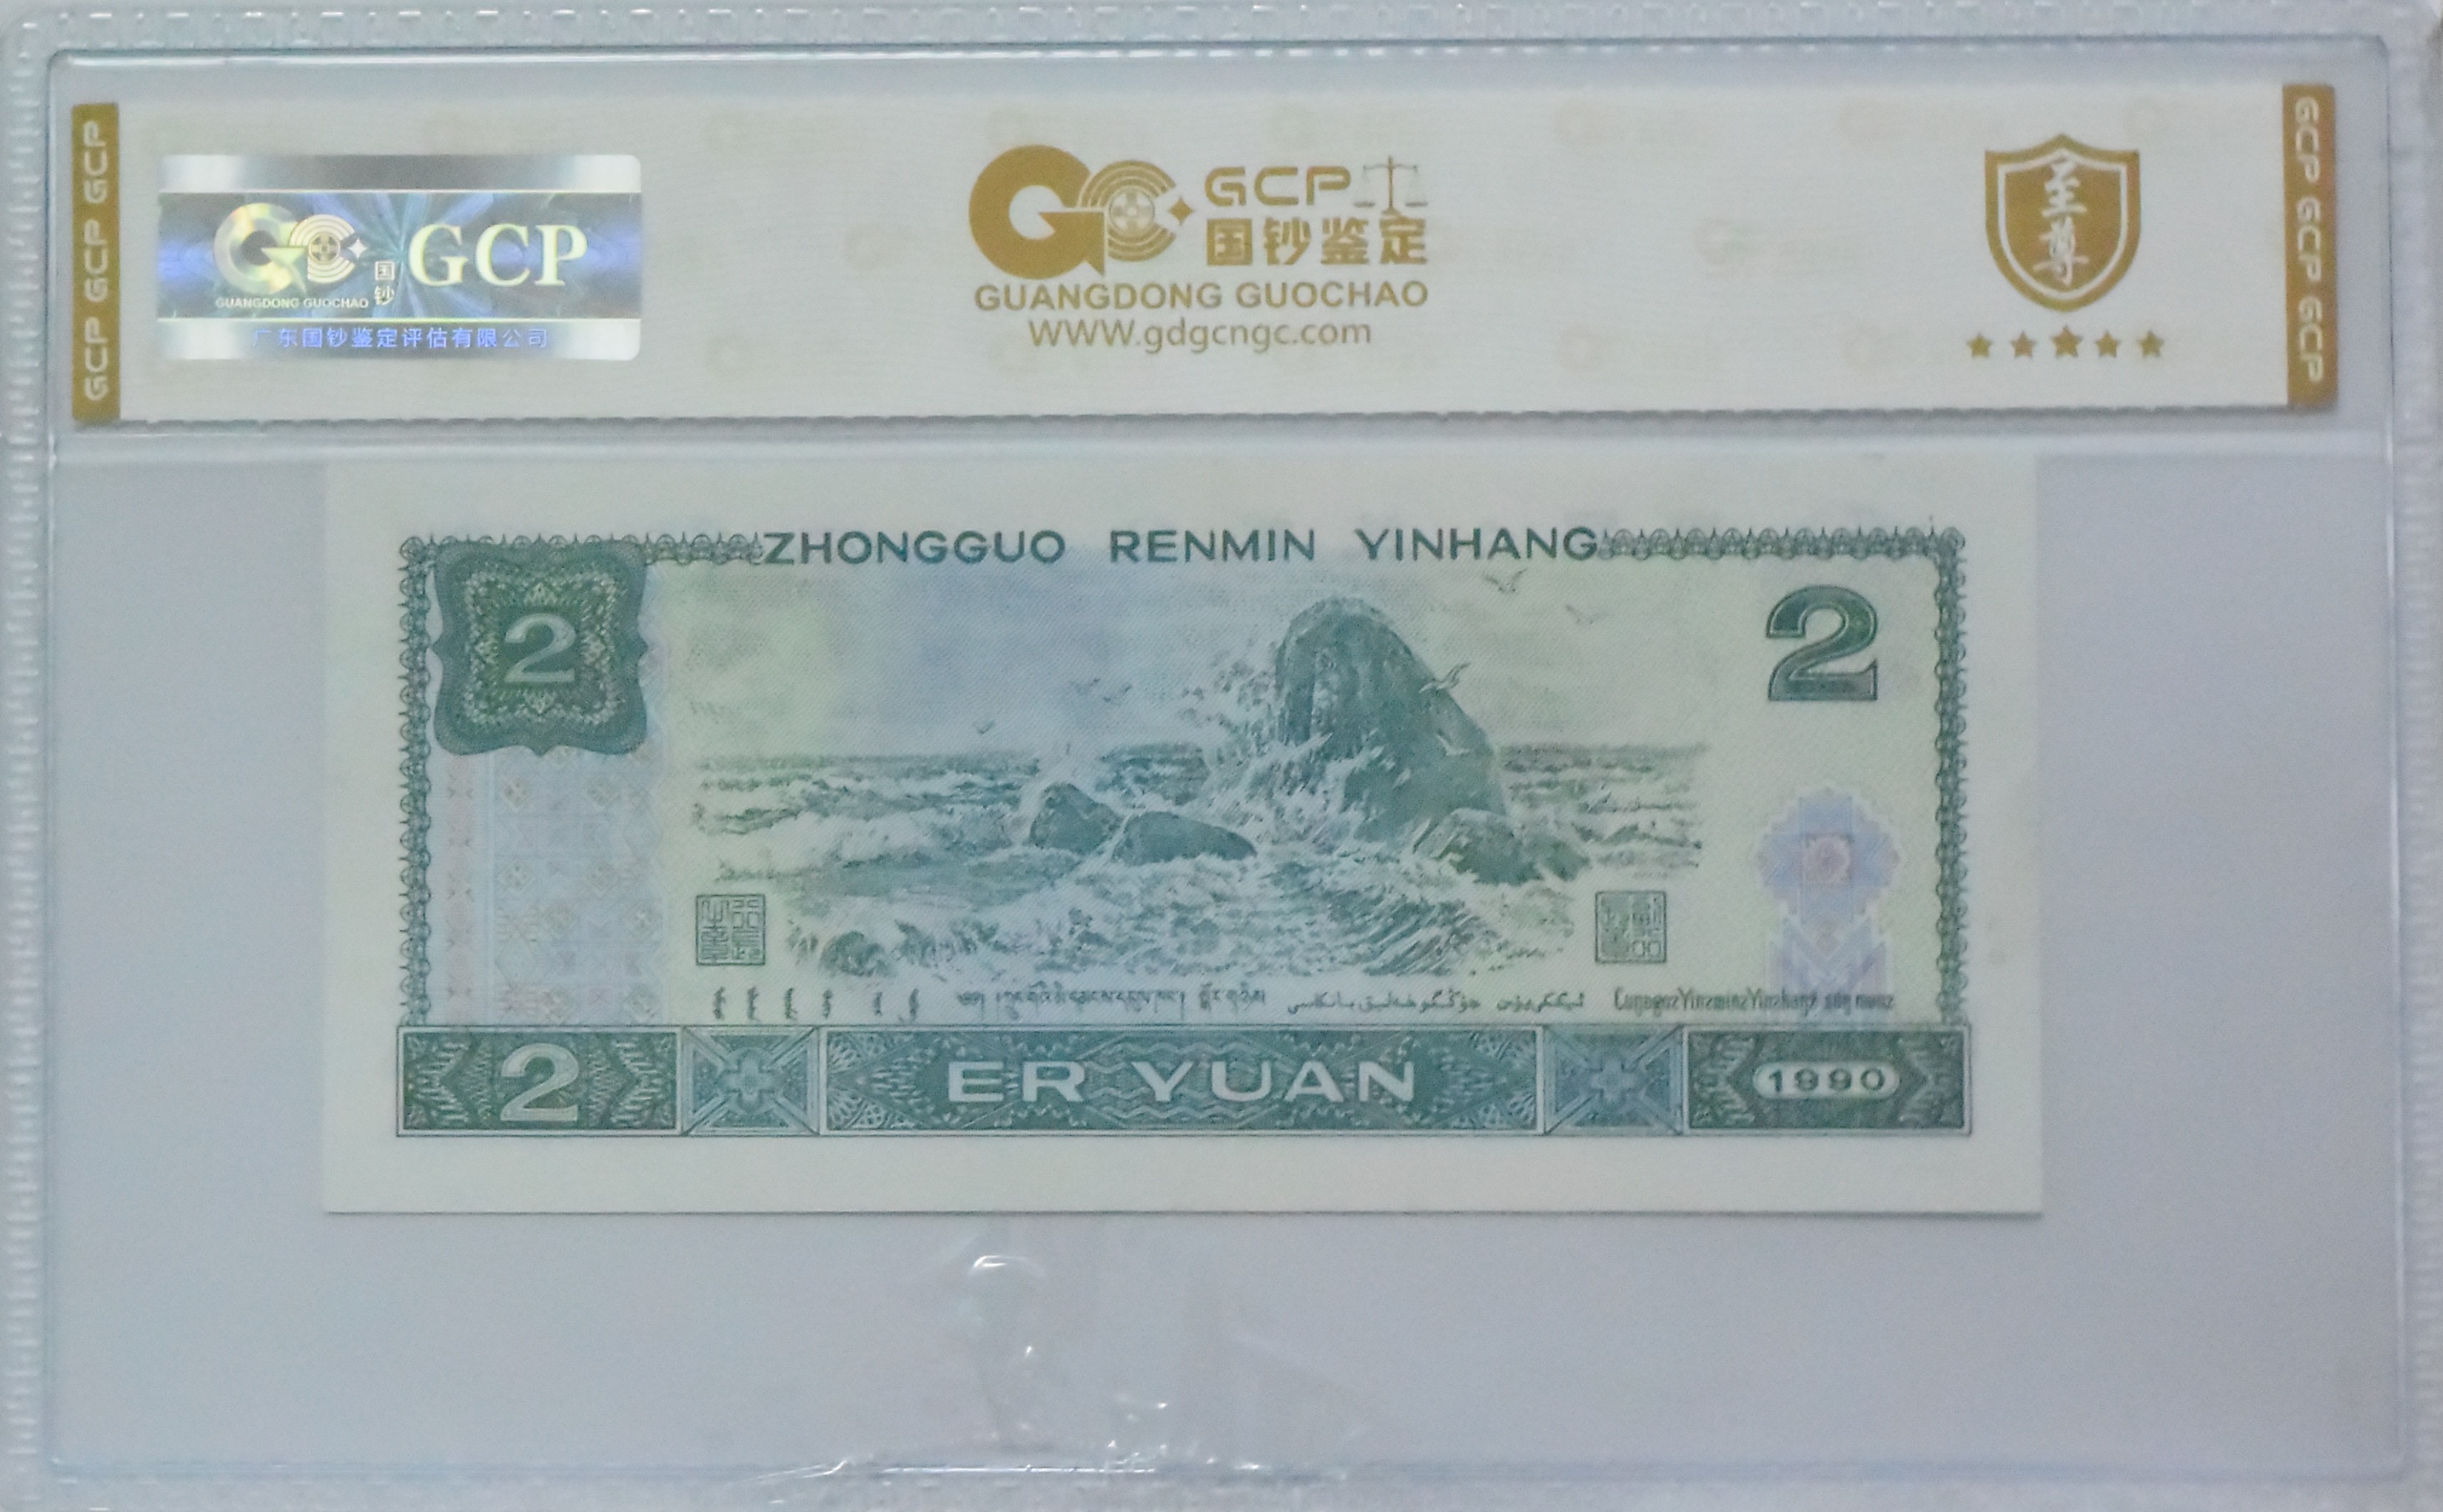 GCP GCP GCP
GCP
国钞
GUANGDONG GUOCHAO
广东国钞鉴定评估有限公司
GCP
国钞鉴定
GUANGDONG GUOCHAO
WWW.gdgcngc.com
至尊
GCP GCP GCP
ZHONGGUO RENMIN YINHANG
2
2
2
ER YUAN
1990